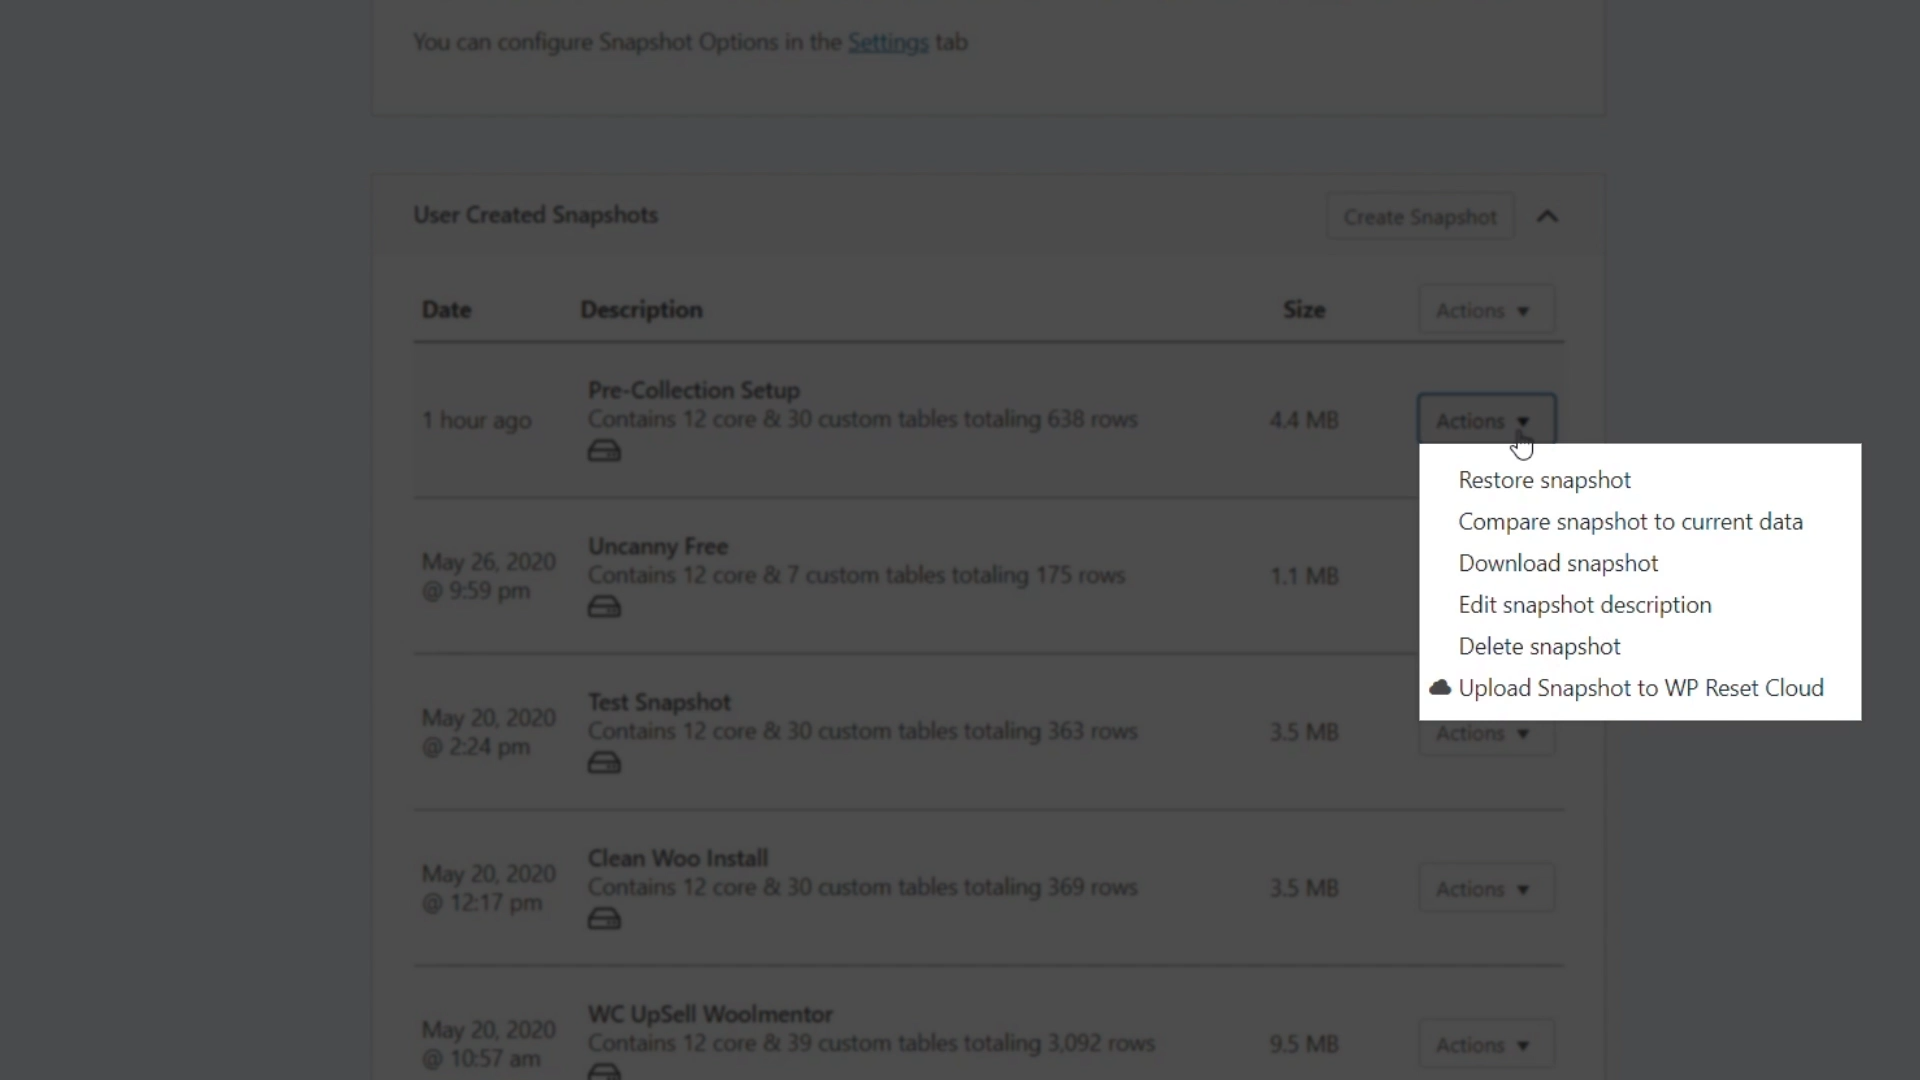 You can configure Snapshot Options in the Settings tab
User Created Snapshots
Create Snapshot
Date Description Size Actions
1 hour ago
Pre-Collection Setup
Contains 12 core & 30 custom tables totaling 638 rows
4.4 MB
Actions
Restore snapshot
Compare snapshot to current data
Download snapshot
Edit snapshot description
Delete snapshot
Upload Snapshot to WP Reset Cloud
May 26, 2020
@ 9:59 pm
Uncanny Free
Contains 12 core & 7 custom tables totaling 175 rows
1.1 MB
May 20, 2020
@ 2:24 pm
Test Snapshot
Contains 12 core & 30 custom tables totaling 363 rows
3.5 MB
Actions
May 20, 2020
@ 12:17 pm
Clean Woo Install
Contains 12 core & 30 custom tables totaling 369 rows
3.5 MB
Actions
May 20, 2020
@ 10:57 am
WC UpSell Woolmentor
Contains 12 core & 39 custom tables totaling 3,092 rows
9.5 MB
Actions